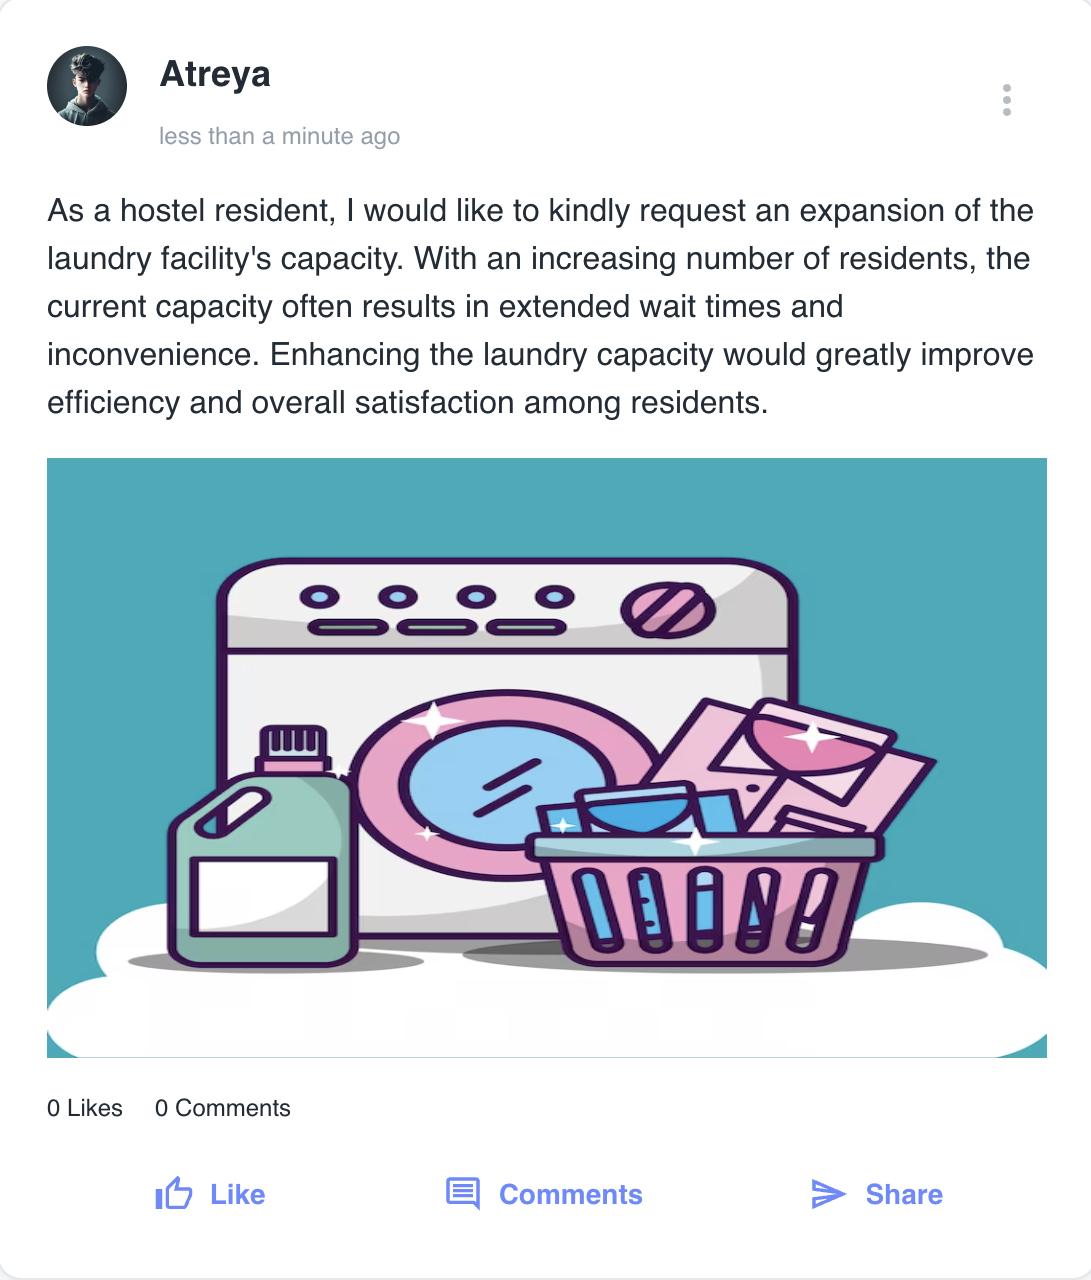 Atreya
less than a minute ago
As a hostel resident, I would like to kindly request an expansion of the
laundry facility's capacity. With an increasing number of residents, the
current capacity often results in extended wait times and
inconvenience. Enhancing the laundry capacity would greatly improve
efficiency and overall satisfaction among residents.
0 Likes 0 Comments
Like Comments Share